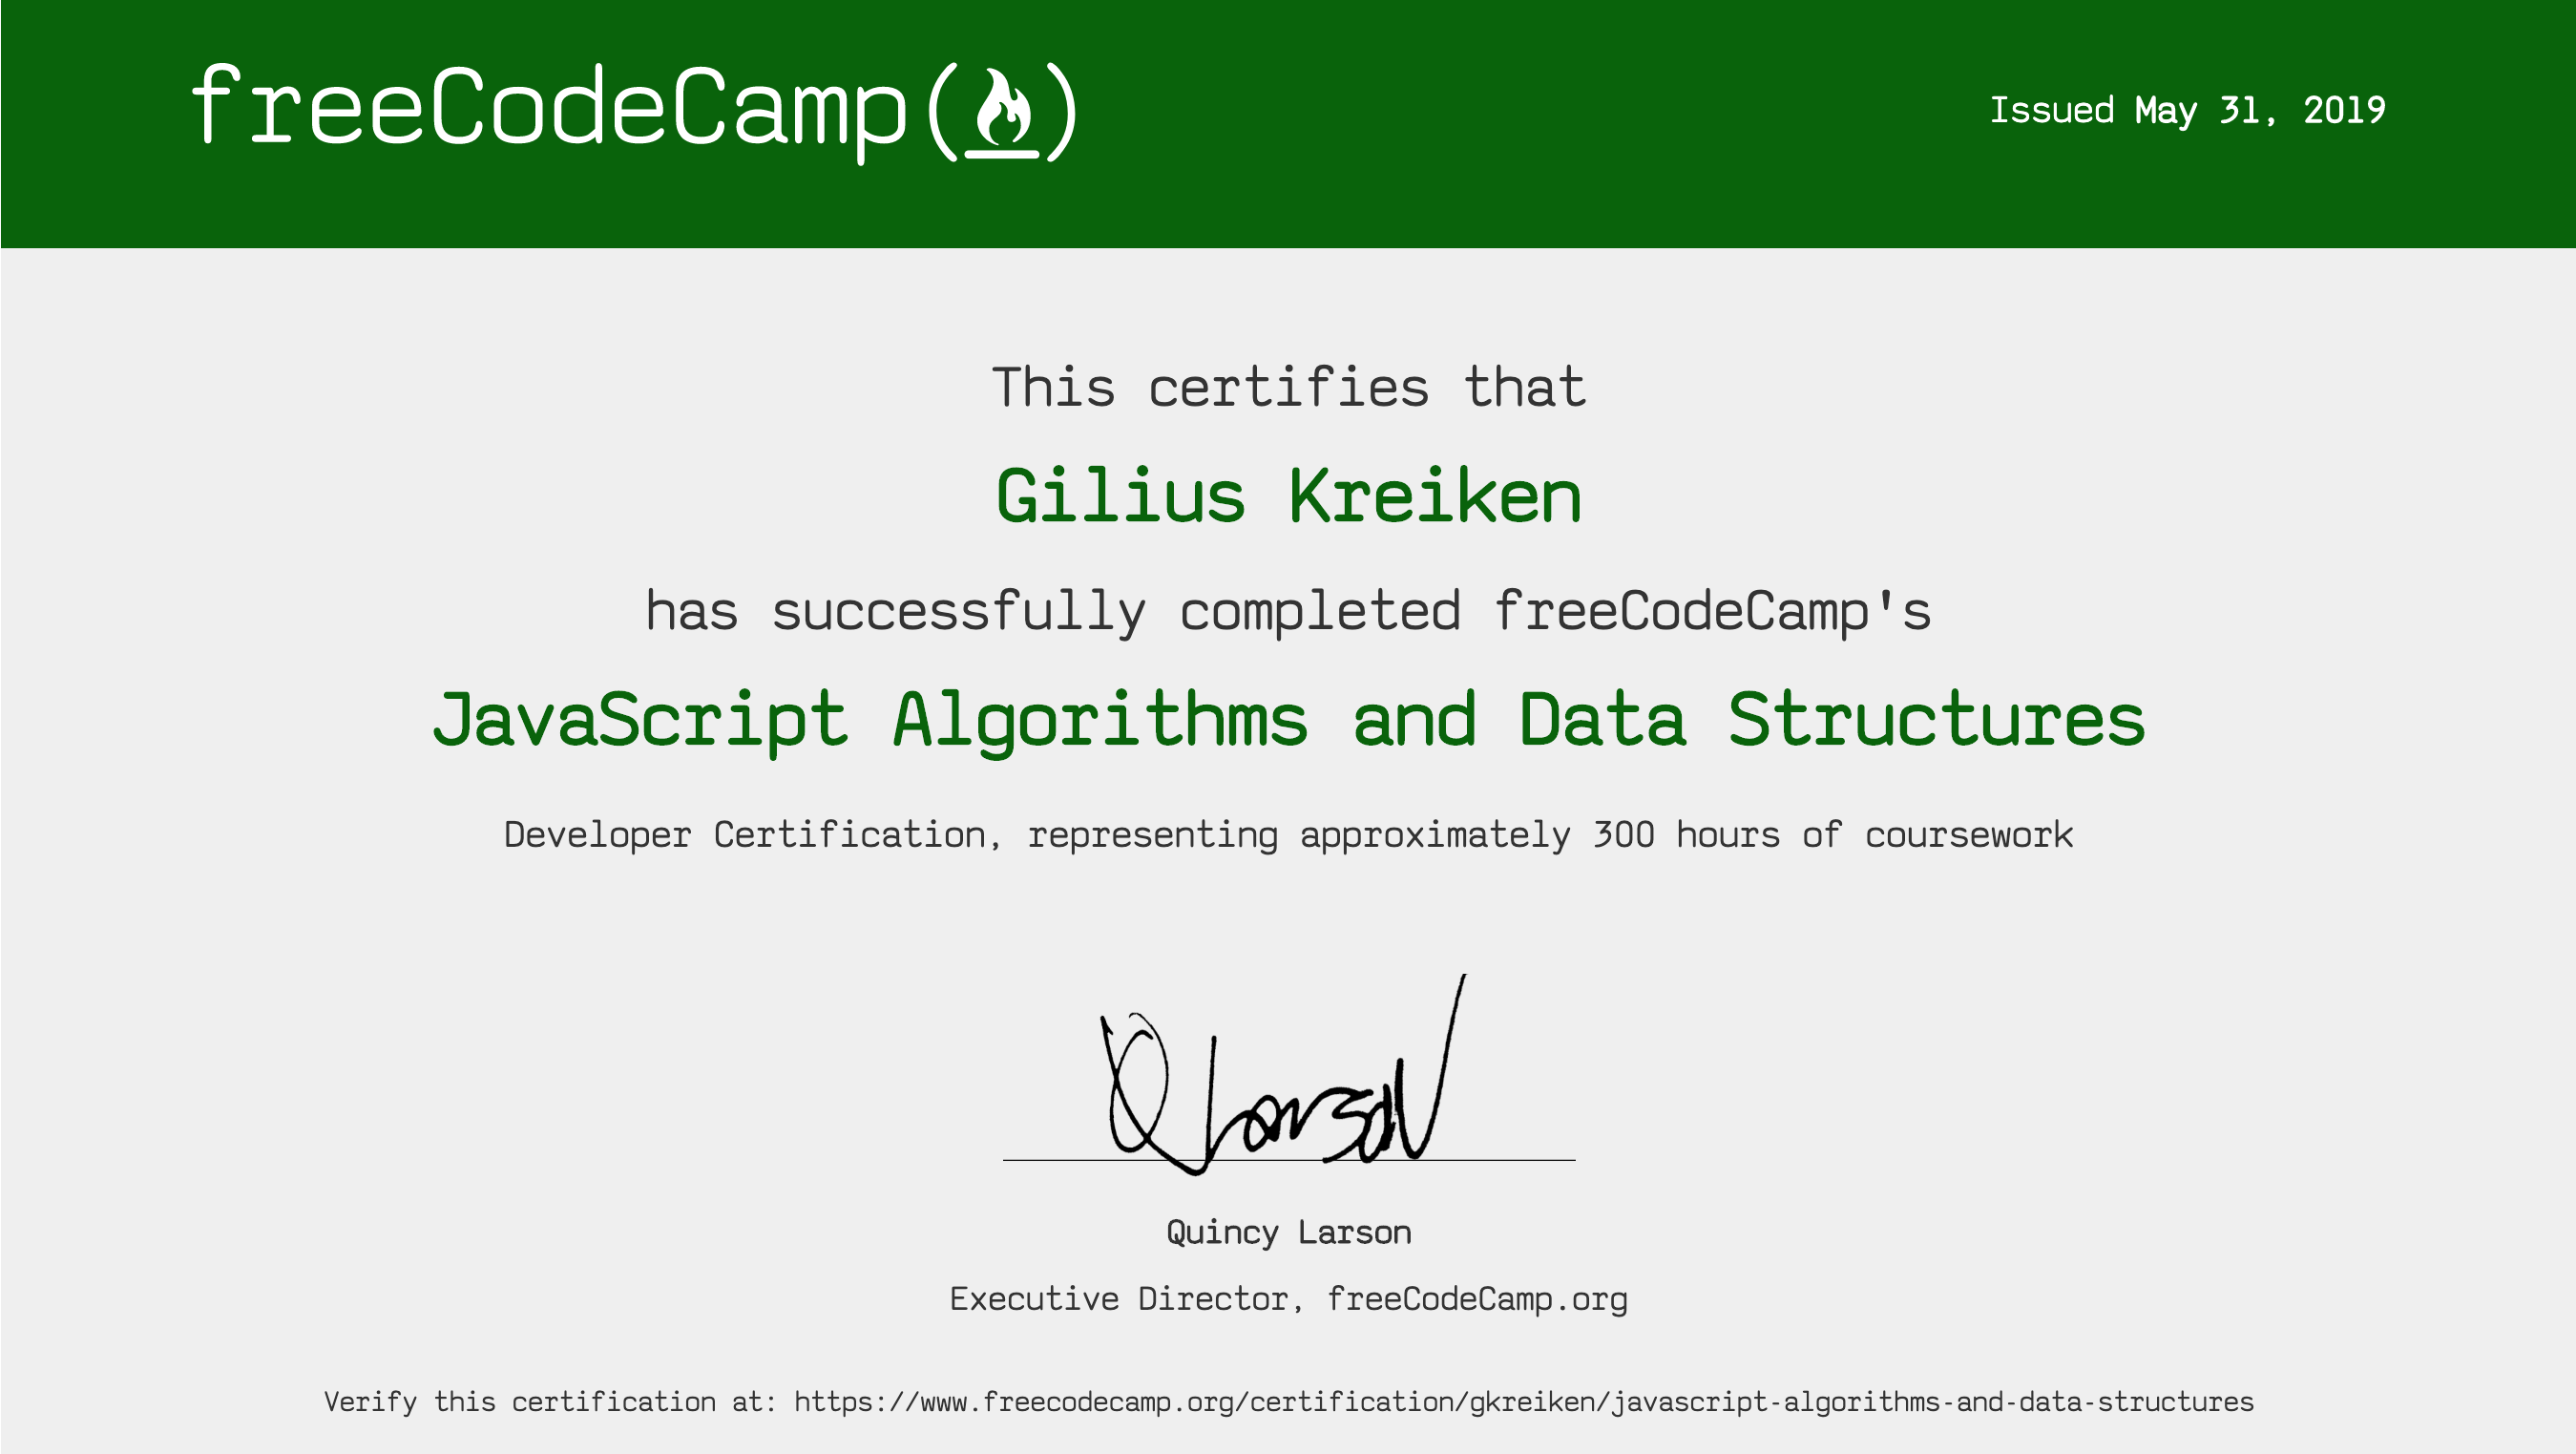 freeCodeCamp
Issued May 31, 2019
This certifies that
Gilius Kreiken
has successfully completed freeCodeCamp's
JavaScript Algorithms and Data Structures
Developer Certification, representing approximately 300 hours of coursework
Q Larson
Quincy Larson
Executive Director, freeCodeCamp.org
Verify this certification at: https://www.freecodecamp.org/certification/gkreiken/javascript-algorithms-and-data-structures